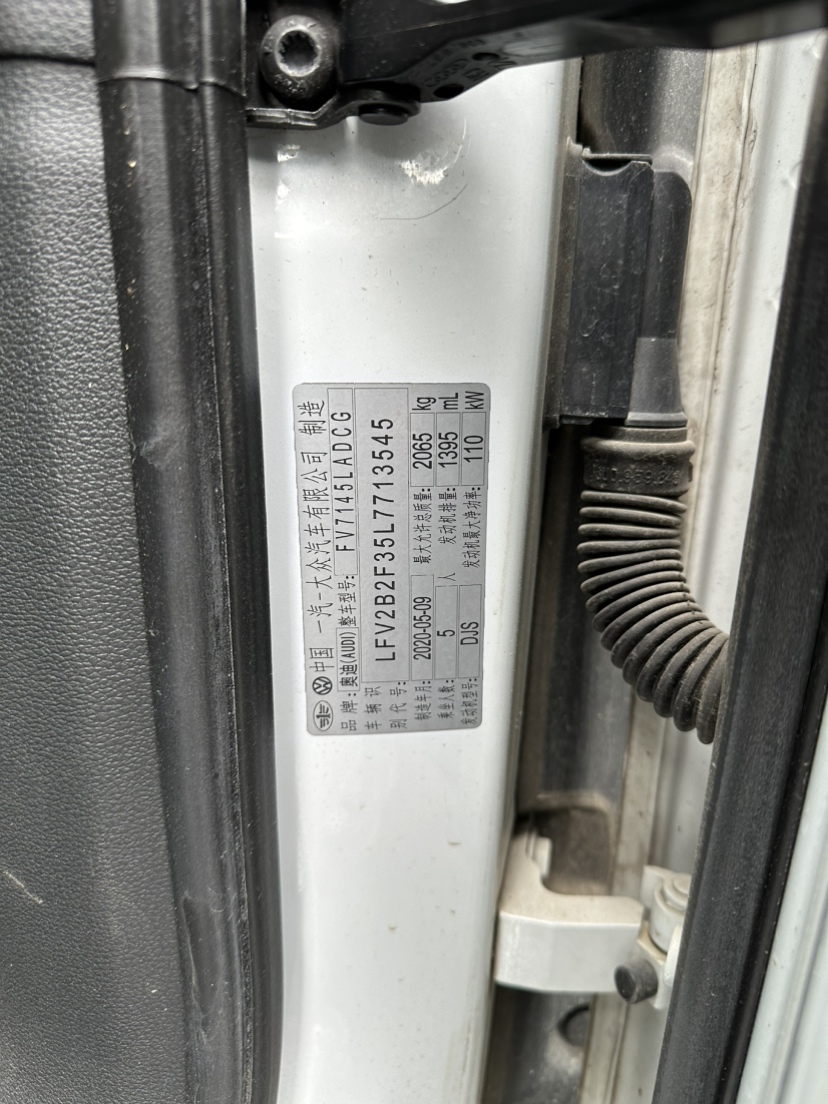 中国 一汽-大众汽车有限公司 制造
品牌: 奥迪(AUDI) 整车型号: FV7145LADCG
车辆识别代号: LFV2B2F35L7713545
制造年月: 2020-05-09 最大允许总质量: 2065 kg
乘坐人数: 5 人 发动机排量: 1395 mL
发动机型号: DJS 发动机最大净功率: 110 kW